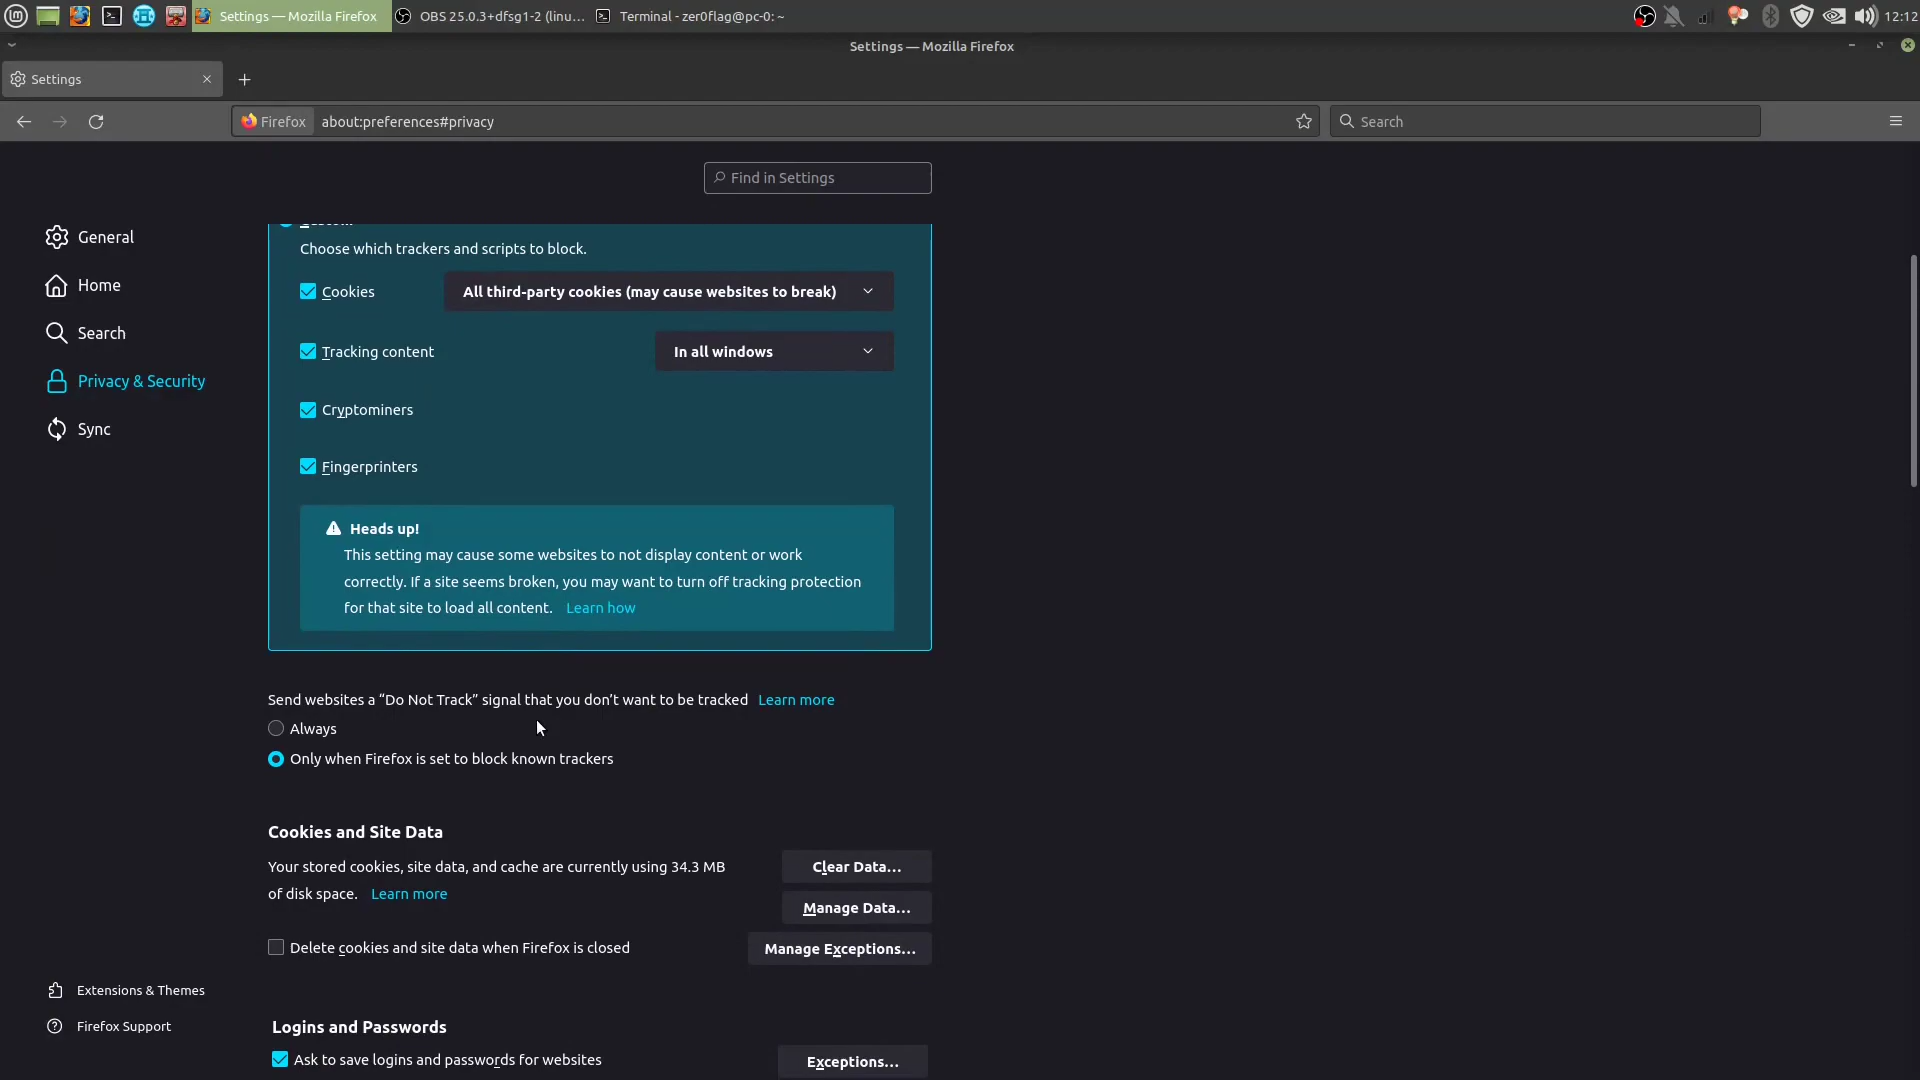 Settings — Mozilla Firefox
OBS 25.0.3+dfsg1-2 (linu...
Terminal - zer0flag@pc-0: ~
12:12
Settings — Mozilla Firefox
Settings
Firefox
about:preferences#privacy
Search
Find in Settings
General
Home
Search
Privacy & Security
Sync
Choose which trackers and scripts to block.
Cookies
All third-party cookies (may cause websites to break)
Tracking content
In all windows
Cryptominers
Fingerprinters
Heads up!
This setting may cause some websites to not display content or work
correctly. If a site seems broken, you may want to turn off tracking protection
for that site to load all content. Learn how
Send websites a “Do Not Track” signal that you don’t want to be tracked Learn more
Always
Only when Firefox is set to block known trackers
Cookies and Site Data
Your stored cookies, site data, and cache are currently using 34.3 MB
of disk space. Learn more
Clear Data...
Manage Data...
Delete cookies and site data when Firefox is closed
Manage Exceptions...
Extensions & Themes
Firefox Support
Logins and Passwords
Ask to save logins and passwords for websites
Exceptions...